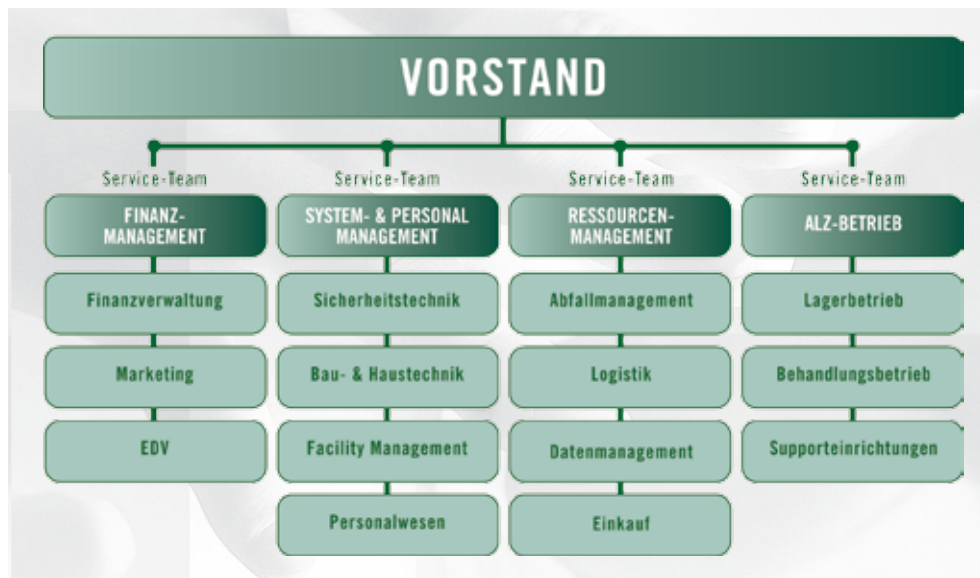 VORSTAND
Service-Team
FINANZ-
MANAGEMENT
Finanzverwaltung
Marketing
EDV
Service-Team
SYSTEM- & PERSONAL
MANAGEMENT
Sicherheitstechnik
Bau- & Haustechnik
Facility Management
Personalwesen
Service-Team
RESSOURCEN-
MANAGEMENT
Abfallmanagement
Logistik
Datenmanagement
Einkauf
Service-Team
ALZ-BETRIEB
Lagerbetrieb
Behandlungsbetrieb
Supporteinrichtungen